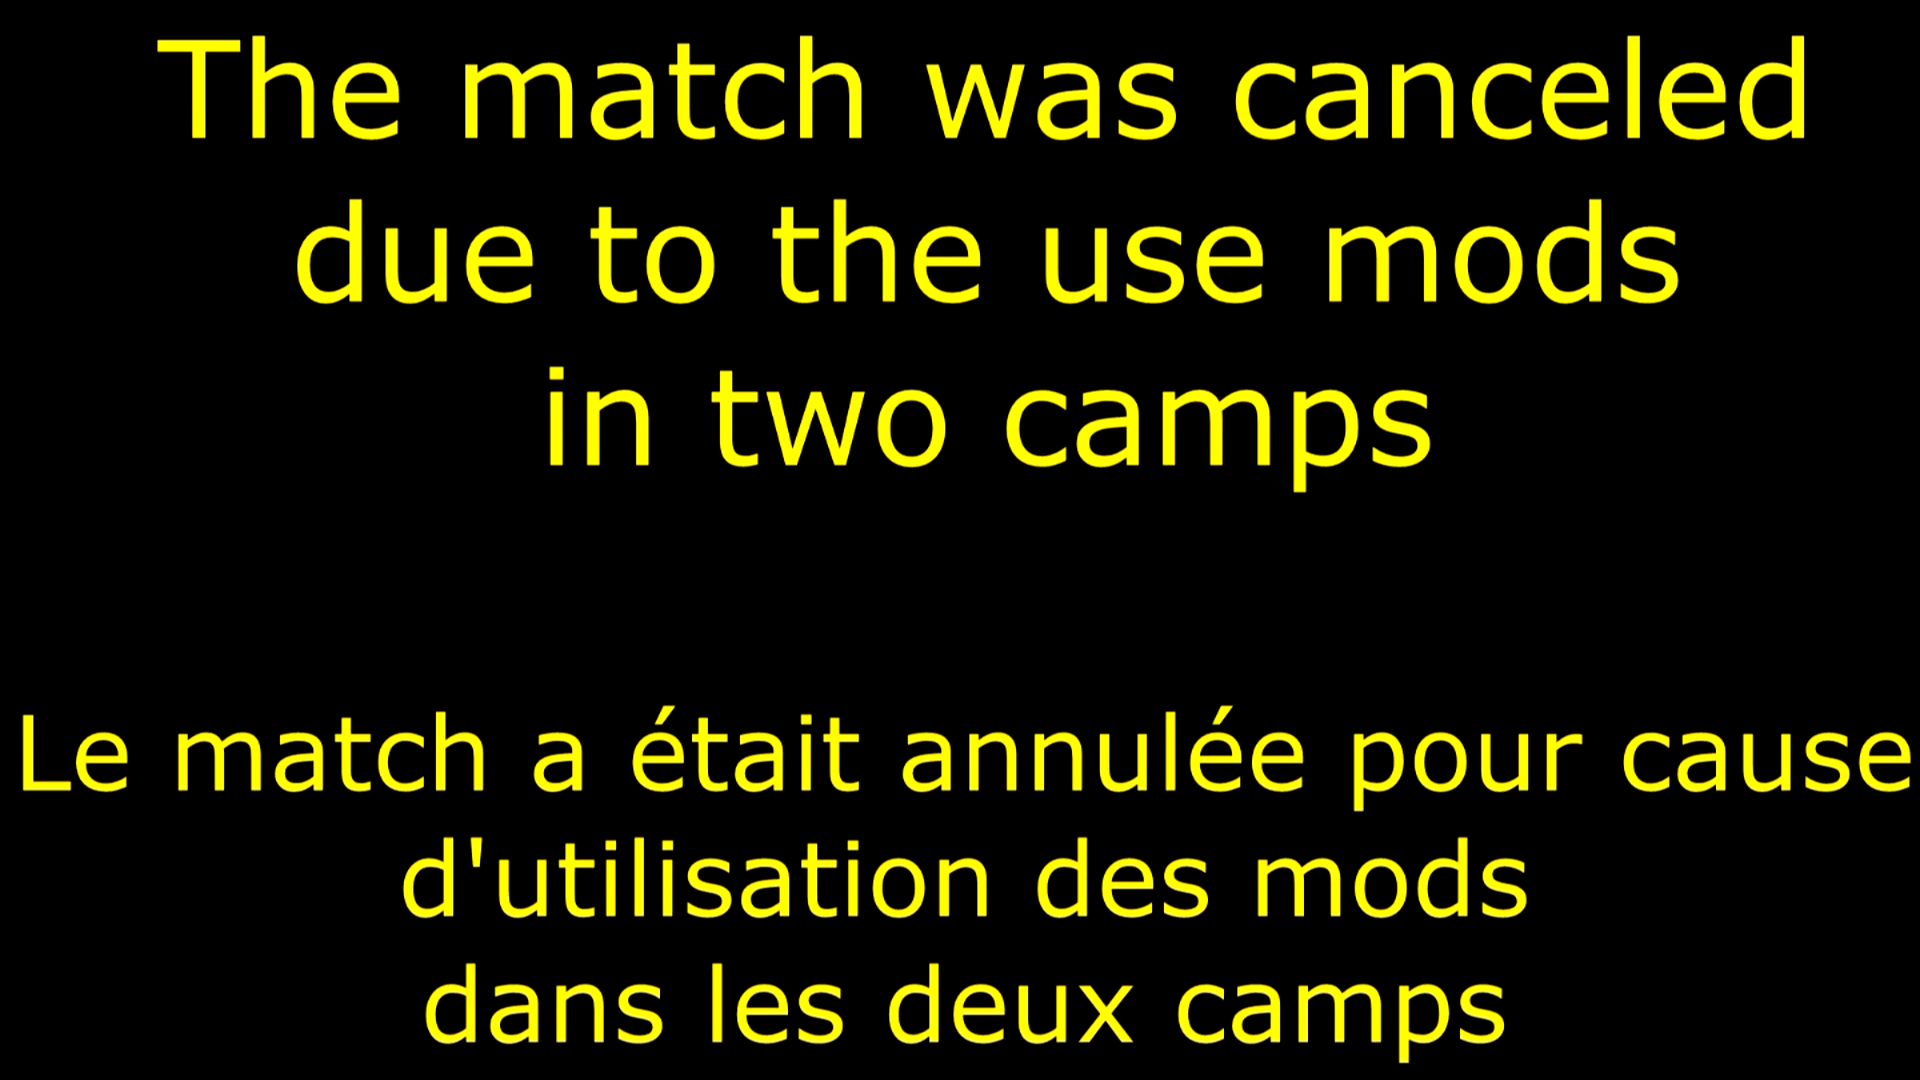 The match was canceled
due to the use mods
in two camps
Le match a était annulée pour cause
d'utilisation des mods
dans les deux camps